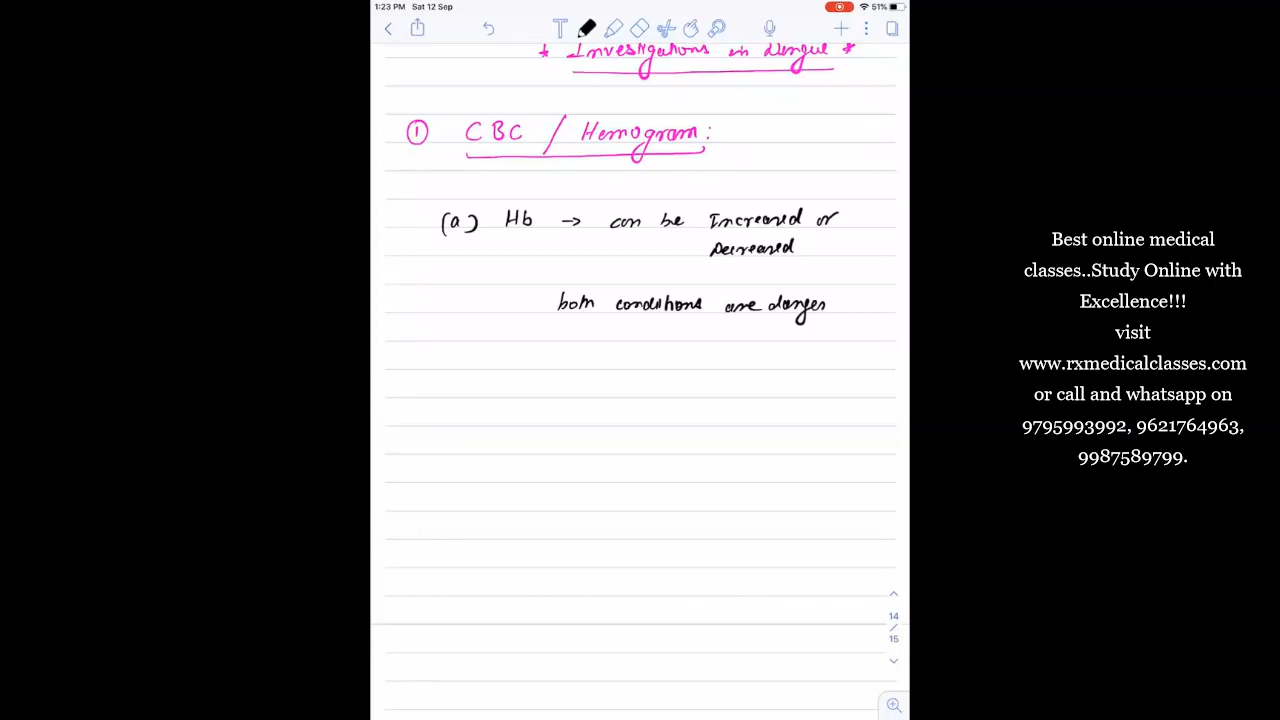 1:23 PM Sat 12 Sep
51%
* Investigations in Dengue *
① CBC / Hemogram:
(a) Hb → can be Increased or
Decreased
both conditions are danger
14
/
15
Best online medical
classes..Study Online with
Excellence!!!
visit
www.rxmedicalclasses.com
or call and whatsapp on
9795993992, 9621764963,
9987589799.